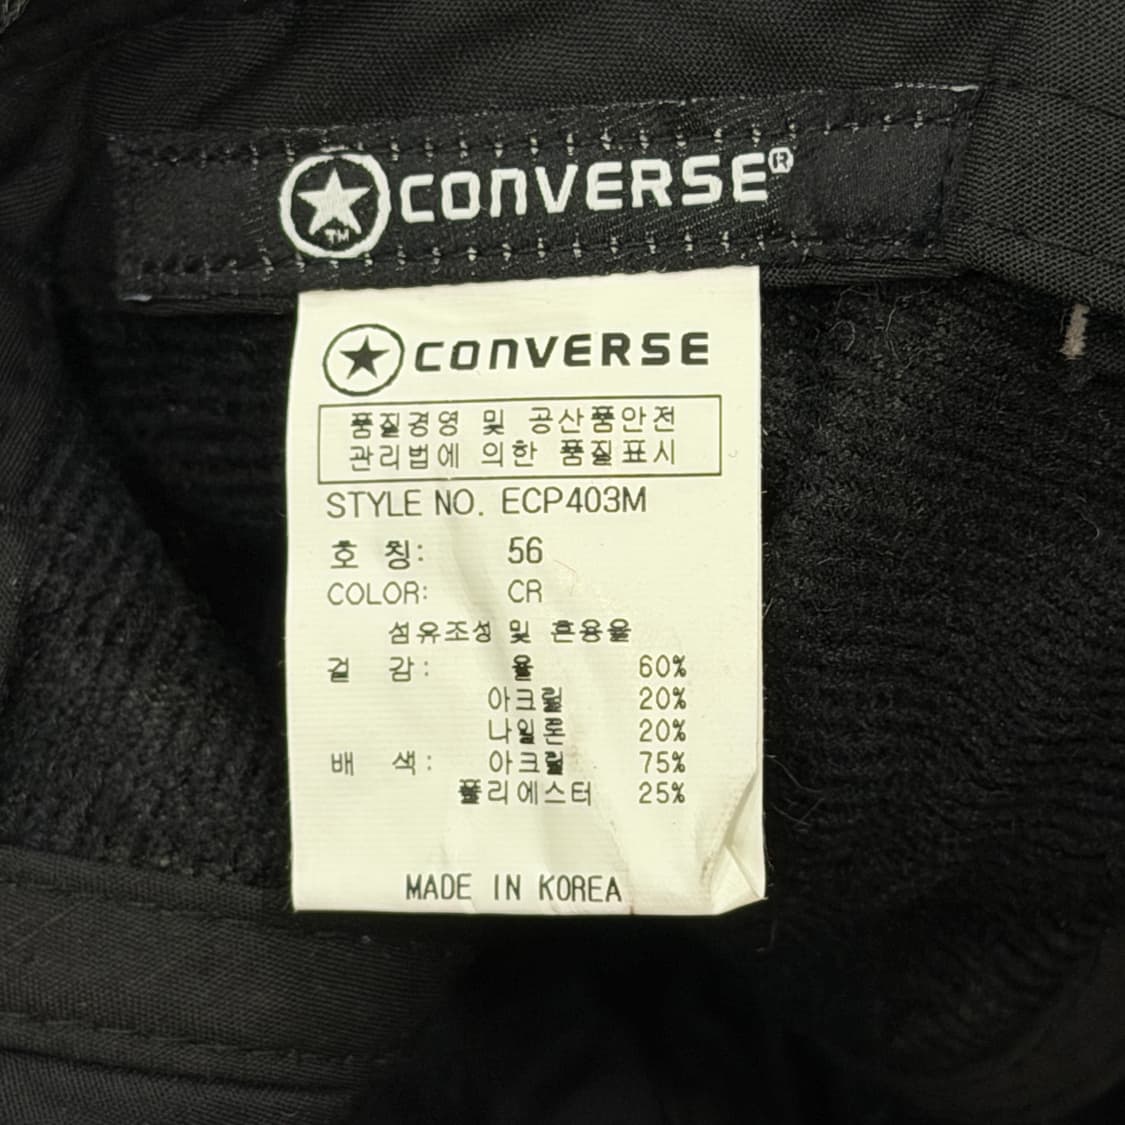 CONVERSE®
TM
CONVERSE
품질경영 및 공산품안전
관리법에 의한 품질표시
STYLE NO. ECP403M
호 칭: 56
COLOR: CR
섬유조성 및 혼용율
겉 감: 울 60%
아크릴 20%
나일론 20%
배 색: 아크릴 75%
폴리에스터 25%
MADE IN KOREA